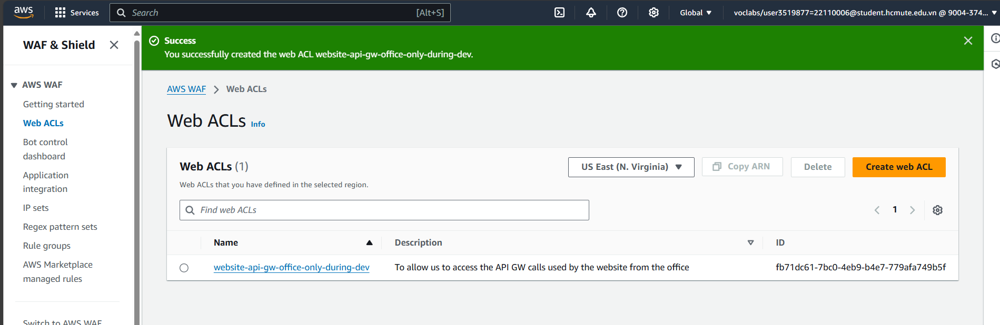 aws
Services
Search
[Alt+S]
Global
voclabs/user3519877=22110006@student.hcmute.edu.vn @ 9004-374...
WAF & Shield
AWS WAF
Getting started
Web ACLs
Bot control
dashboard
Application
integration
IP sets
Regex pattern sets
Rule groups
AWS Marketplace
managed rules
Switch to AWS WAF
Success
You successfully created the web ACL website-api-gw-office-only-during-dev.
AWS WAF > Web ACLs
Web ACLs Info
Web ACLs (1)
Web ACLs that you have defined in the selected region.
US East (N. Virginia)
Copy ARN
Delete
Create web ACL
Find web ACLs
1
Name
Description
ID
website-api-gw-office-only-during-dev
To allow us to access the API GW calls used by the website from the office
fb71dc61-7bc0-4eb9-b4e7-779afa749b5f